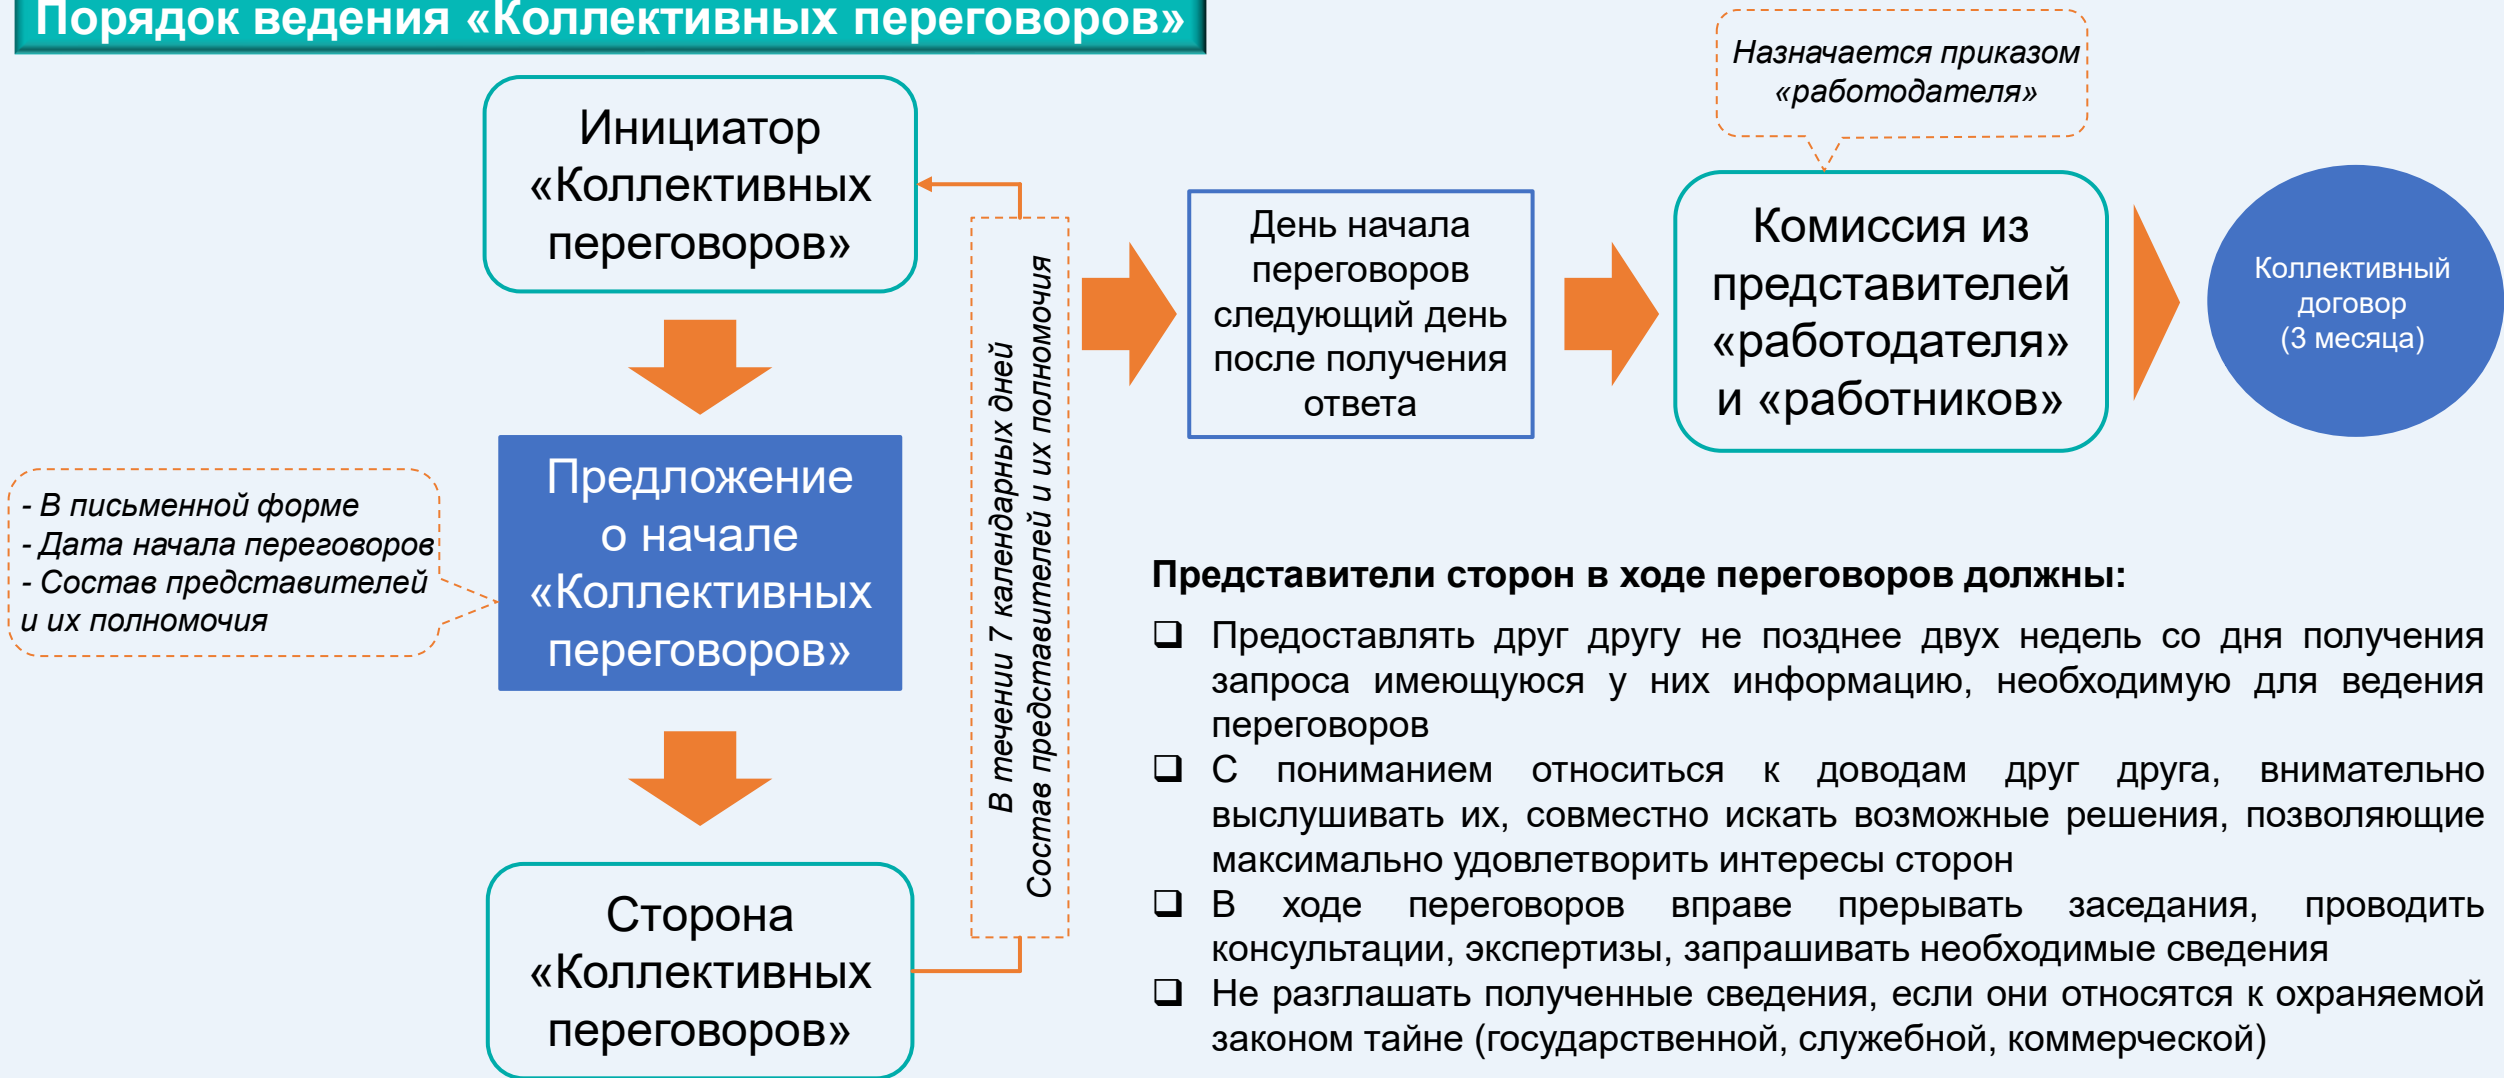 Порядок ведения «Коллективных переговоров»
Инициатор
«Коллективных
переговоров»
Предложение
о начале
«Коллективных
переговоров»
- В письменной форме
- Дата начала переговоров
- Состав представителей
и их полномочия
Сторона
«Коллективных
переговоров»
В течении 7 календарных дней
Состав представителей и их полномочия
День начала
переговоров
следующий день
после получения
ответа
Назначается приказом
«работодателя»
Комиссия из
представителей
«работодателя»
и «работников»
Коллективный
договор
(3 месяца)
Представители сторон в ходе переговоров должны:
❑ Предоставлять друг другу не позднее двух недель со дня получения
запроса имеющуюся у них информацию, необходимую для ведения
переговоров
❑ С пониманием относиться к доводам друг друга, внимательно
выслушивать их, совместно искать возможные решения, позволяющие
максимально удовлетворить интересы сторон
❑ В ходе переговоров вправе прерывать заседания, проводить
консультации, экспертизы, запрашивать необходимые сведения
❑ Не разглашать полученные сведения, если они относятся к охраняемой
законом тайне (государственной, служебной, коммерческой)